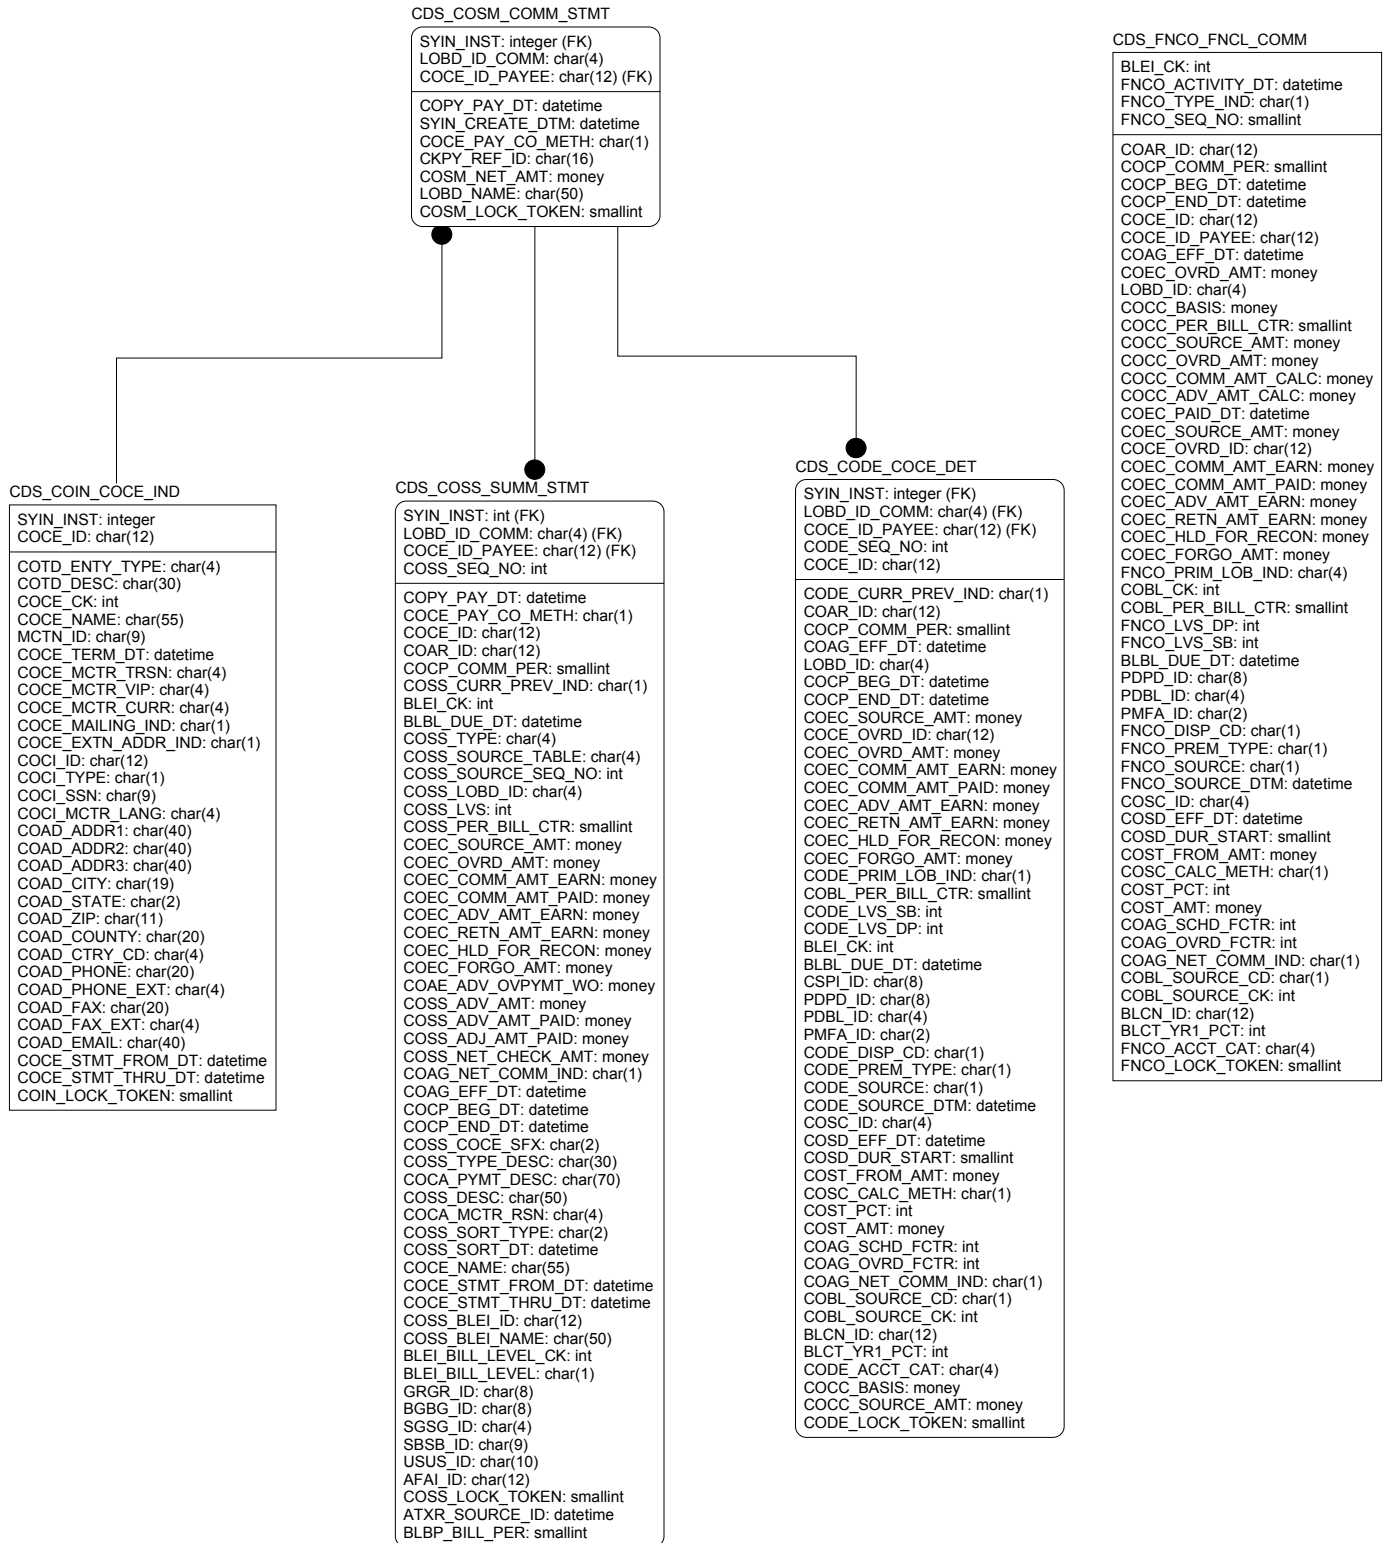 CDS_COSM_COMM_STMT
SYIN_INST: integer (FK)
LOBD_ID_COMM: char(4)
COCE_ID_PAYEE: char(12) (FK)
COPY_PAY_DT: datetime
SYIN_CREATE_DTM: datetime
COCE_PAY_CO_METH: char(1)
CKPY_REF_ID: char(16)
COSM_NET_AMT: money
LOBD_NAME: char(50)
COSM_LOCK_TOKEN: smallint
CDS_FNCO_FNCL_COMM
BLEI_CK: int
FNCO_ACTIVITY_DT: datetime
FNCO_TYPE_IND: char(1)
FNCO_SEQ_NO: smallint
COAR_ID: char(12)
COCP_COMM_PER: smallint
COCP_BEG_DT: datetime
COCP_END_DT: datetime
COCE_ID: char(12)
COCE_ID_PAYEE: char(12)
COAG_EFF_DT: datetime
COEC_OVRD_AMT: money
LOBD_ID: char(4)
COCC_BASIS: money
COCC_PER_BILL_CTR: smallint
COCC_SOURCE_AMT: money
COCC_OVRD_AMT: money
COCC_COMM_AMT_CALC: money
COCC_ADV_AMT_CALC: money
COEC_PAID_DT: datetime
COEC_SOURCE_AMT: money
COCE_OVRD_ID: char(12)
COEC_COMM_AMT_EARN: money
COEC_COMM_AMT_PAID: money
COEC_ADV_AMT_EARN: money
COEC_RETN_AMT_EARN: money
COEC_HLD_FOR_RECON: money
COEC_FORGO_AMT: money
FNCO_PRIM_LOB_IND: char(4)
COBL_CK: int
COBL_PER_BILL_CTR: smallint
FNCO_LVS_DP: int
FNCO_LVS_SB: int
BLBL_DUE_DT: datetime
PDPD_ID: char(8)
PDBL_ID: char(4)
PMFA_ID: char(2)
FNCO_DISP_CD: char(1)
FNCO_PREM_TYPE: char(1)
FNCO_SOURCE: char(1)
FNCO_SOURCE_DTM: datetime
COSC_ID: char(4)
COSD_EFF_DT: datetime
COSD_DUR_START: smallint
COST_FROM_AMT: money
COSC_CALC_METH: char(1)
COST_PCT: int
COST_AMT: money
COAG_SCHD_FCTR: int
COAG_OVRD_FCTR: int
COAG_NET_COMM_IND: char(1)
COBL_SOURCE_CD: char(1)
COBL_SOURCE_CK: int
BLCN_ID: char(12)
BLCT_YR1_PCT: int
FNCO_ACCT_CAT: char(4)
FNCO_LOCK_TOKEN: smallint
CDS_COIN_COCE_IND
SYIN_INST: integer
COCE_ID: char(12)
COTD_ENTY_TYPE: char(4)
COTD_DESC: char(30)
COCE_CK: int
COCE_NAME: char(55)
MCTN_ID: char(9)
COCE_TERM_DT: datetime
COCE_MCTR_TRSN: char(4)
COCE_MCTR_VIP: char(4)
COCE_MCTR_CURR: char(4)
COCE_MAILING_IND: char(1)
COCE_EXTN_ADDR_IND: char(1)
COCI_ID: char(12)
COCI_TYPE: char(1)
COCI_SSN: char(9)
COCI_MCTR_LANG: char(4)
COAD_ADDR1: char(40)
COAD_ADDR2: char(40)
COAD_ADDR3: char(40)
COAD_CITY: char(19)
COAD_STATE: char(2)
COAD_ZIP: char(11)
COAD_COUNTY: char(20)
COAD_CTRY_CD: char(4)
COAD_PHONE: char(20)
COAD_PHONE_EXT: char(4)
COAD_FAX: char(20)
COAD_FAX_EXT: char(4)
COAD_EMAIL: char(40)
COCE_STMT_FROM_DT: datetime
COCE_STMT_THRU_DT: datetime
COIN_LOCK_TOKEN: smallint
CDS_COSS_SUMM_STMT
SYIN_INST: int (FK)
LOBD_ID_COMM: char(4) (FK)
COCE_ID_PAYEE: char(12) (FK)
COSS_SEQ_NO: int
COPY_PAY_DT: datetime
COCE_PAY_CO_METH: char(1)
COCE_ID: char(12)
COAR_ID: char(12)
COCP_COMM_PER: smallint
COSS_CURR_PREV_IND: char(1)
BLEI_CK: int
BLBL_DUE_DT: datetime
COSS_TYPE: char(4)
COSS_SOURCE_TABLE: char(4)
COSS_SOURCE_SEQ_NO: int
COSS_LOBD_ID: char(4)
COSS_LVS: int
COSS_PER_BILL_CTR: smallint
COEC_SOURCE_AMT: money
COEC_OVRD_AMT: money
COEC_COMM_AMT_EARN: money
COEC_COMM_AMT_PAID: money
COEC_ADV_AMT_EARN: money
COEC_RETN_AMT_EARN: money
COEC_HLD_FOR_RECON: money
COEC_FORGO_AMT: money
COAE_ADV_OVPYMT_WO: money
COSS_ADV_AMT: money
COSS_ADV_AMT_PAID: money
COSS_ADJ_AMT_PAID: money
COSS_NET_CHECK_AMT: money
COAG_NET_COMM_IND: char(1)
COAG_EFF_DT: datetime
COCP_BEG_DT: datetime
COCP_END_DT: datetime
COSS_COCE_SFX: char(2)
COSS_TYPE_DESC: char(30)
COCA_PYMT_DESC: char(70)
COSS_DESC: char(50)
COCA_MCTR_RSN: char(4)
COSS_SORT_TYPE: char(2)
COSS_SORT_DT: datetime
COCE_NAME: char(55)
COCE_STMT_FROM_DT: datetime
COCE_STMT_THRU_DT: datetime
COSS_BLEI_ID: char(12)
COSS_BLEI_NAME: char(50)
BLEI_BILL_LEVEL_CK: int
BLEI_BILL_LEVEL: char(1)
GRGR_ID: char(8)
BGBG_ID: char(8)
SGSG_ID: char(4)
SBSB_ID: char(9)
USUS_ID: char(10)
AFAI_ID: char(12)
COSS_LOCK_TOKEN: smallint
ATXR_SOURCE_ID: datetime
BLBP_BILL_PER: smallint
CDS_CODE_COCE_DET
SYIN_INST: integer (FK)
LOBD_ID_COMM: char(4) (FK)
COCE_ID_PAYEE: char(12) (FK)
CODE_SEQ_NO: int
COCE_ID: char(12)
CODE_CURR_PREV_IND: char(1)
COAR_ID: char(12)
COCP_COMM_PER: smallint
COAG_EFF_DT: datetime
LOBD_ID: char(4)
COCP_BEG_DT: datetime
COCP_END_DT: datetime
COEC_SOURCE_AMT: money
COCE_OVRD_ID: char(12)
COEC_OVRD_AMT: money
COEC_COMM_AMT_EARN: money
COEC_COMM_AMT_PAID: money
COEC_ADV_AMT_EARN: money
COEC_RETN_AMT_EARN: money
COEC_HLD_FOR_RECON: money
COEC_FORGO_AMT: money
CODE_PRIM_LOB_IND: char(1)
COBL_PER_BILL_CTR: smallint
CODE_LVS_SB: int
CODE_LVS_DP: int
BLEI_CK: int
BLBL_DUE_DT: datetime
CSPI_ID: char(8)
PDPD_ID: char(8)
PDBL_ID: char(4)
PMFA_ID: char(2)
CODE_DISP_CD: char(1)
CODE_PREM_TYPE: char(1)
CODE_SOURCE: char(1)
CODE_SOURCE_DTM: datetime
COSC_ID: char(4)
COSD_EFF_DT: datetime
COSD_DUR_START: smallint
COST_FROM_AMT: money
COSC_CALC_METH: char(1)
COST_PCT: int
COST_AMT: money
COAG_SCHD_FCTR: int
COAG_OVRD_FCTR: int
COAG_NET_COMM_IND: char(1)
COBL_SOURCE_CD: char(1)
COBL_SOURCE_CK: int
BLCN_ID: char(12)
BLCT_YR1_PCT: int
CODE_ACCT_CAT: char(4)
COCC_BASIS: money
COCC_SOURCE_AMT: money
CODE_LOCK_TOKEN: smallint